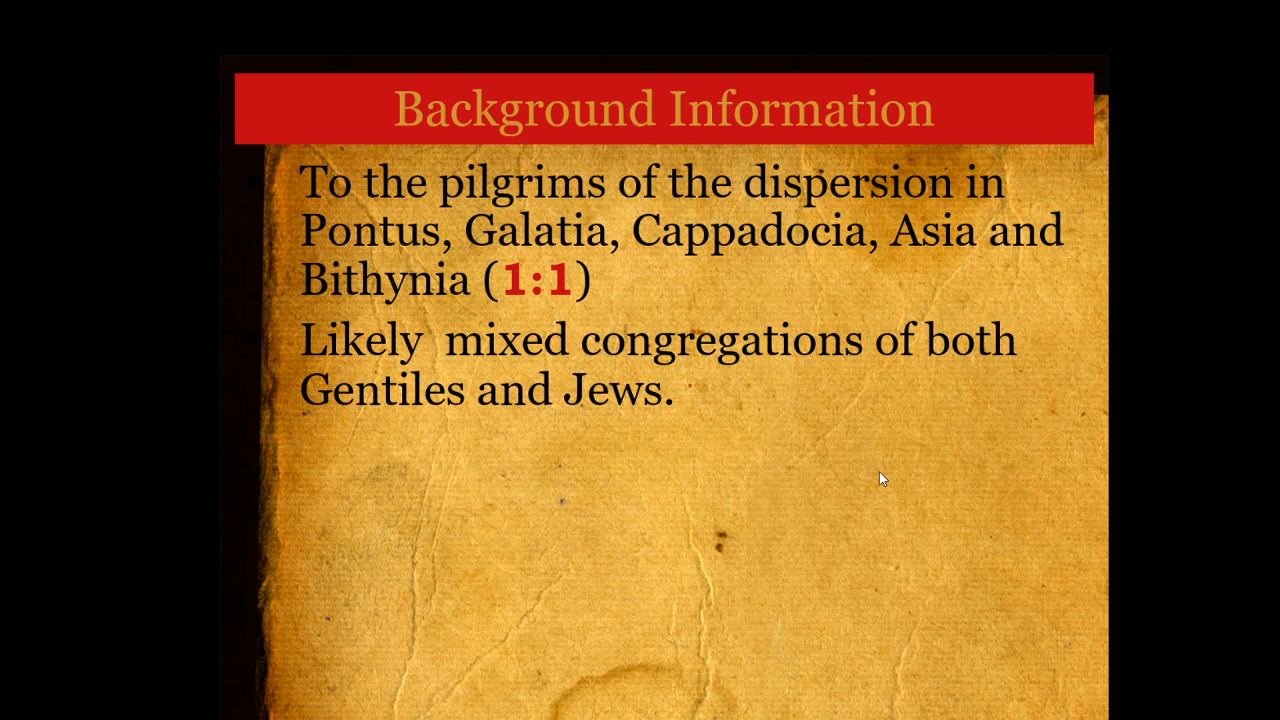 Background Information
To the pilgrims of the dispersion in
Pontus, Galatia, Cappadocia, Asia and
Bithynia (1:1)
Likely  mixed congregations of both
Gentiles and Jews.